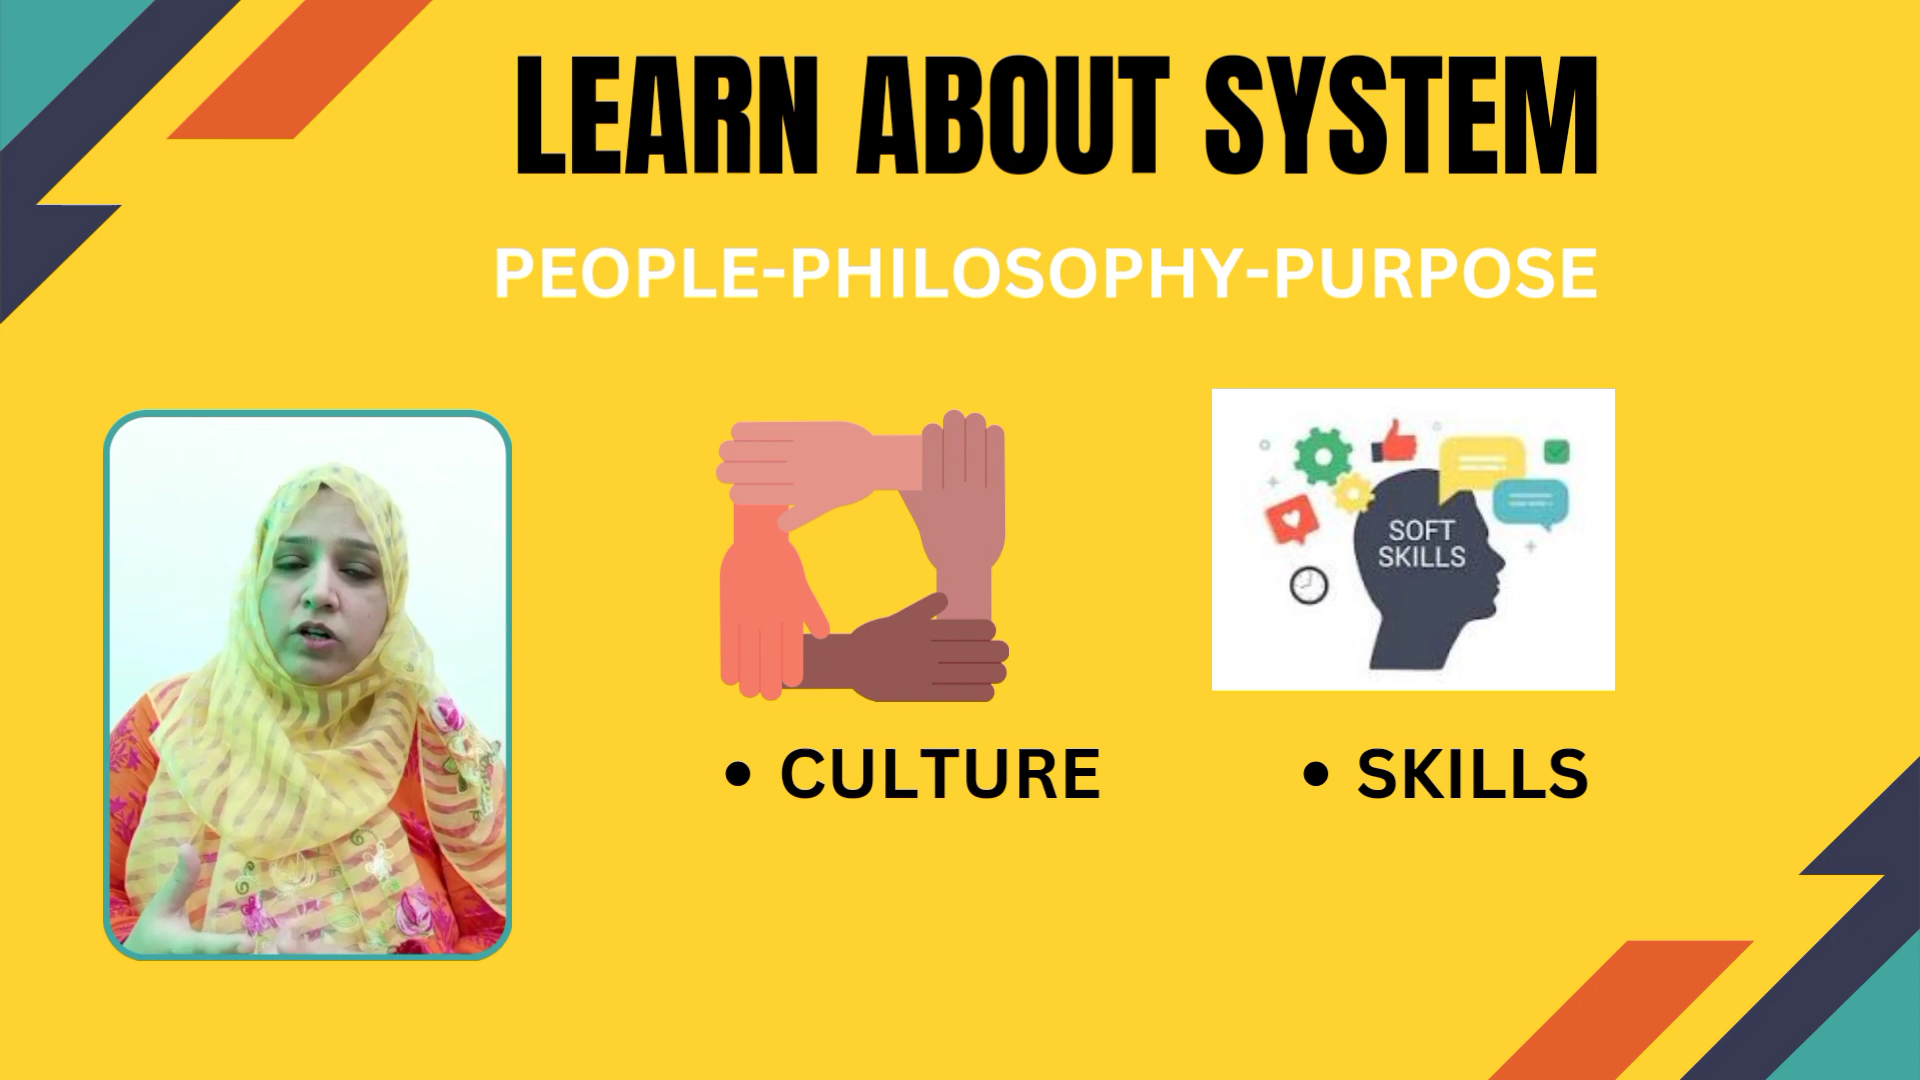 LEARN ABOUT SYSTEM
PEOPLE-PHILOSOPHY-PURPOSE
SOFT
SKILLS
• CULTURE
• SKILLS